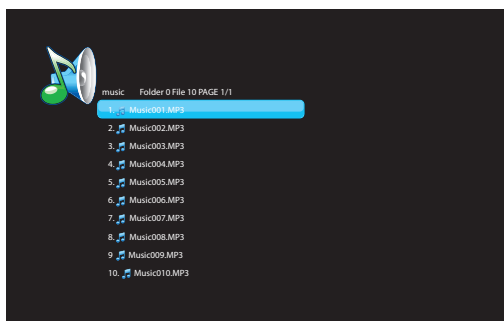 music Folder 0 File 10 PAGE 1/1
1. Music001.MP3
2. Music002.MP3
3. Music003.MP3
4. Music004.MP3
5. Music005.MP3
6. Music006.MP3
7. Music007.MP3
8. Music008.MP3
9 Music009.MP3
10. Music010.MP3